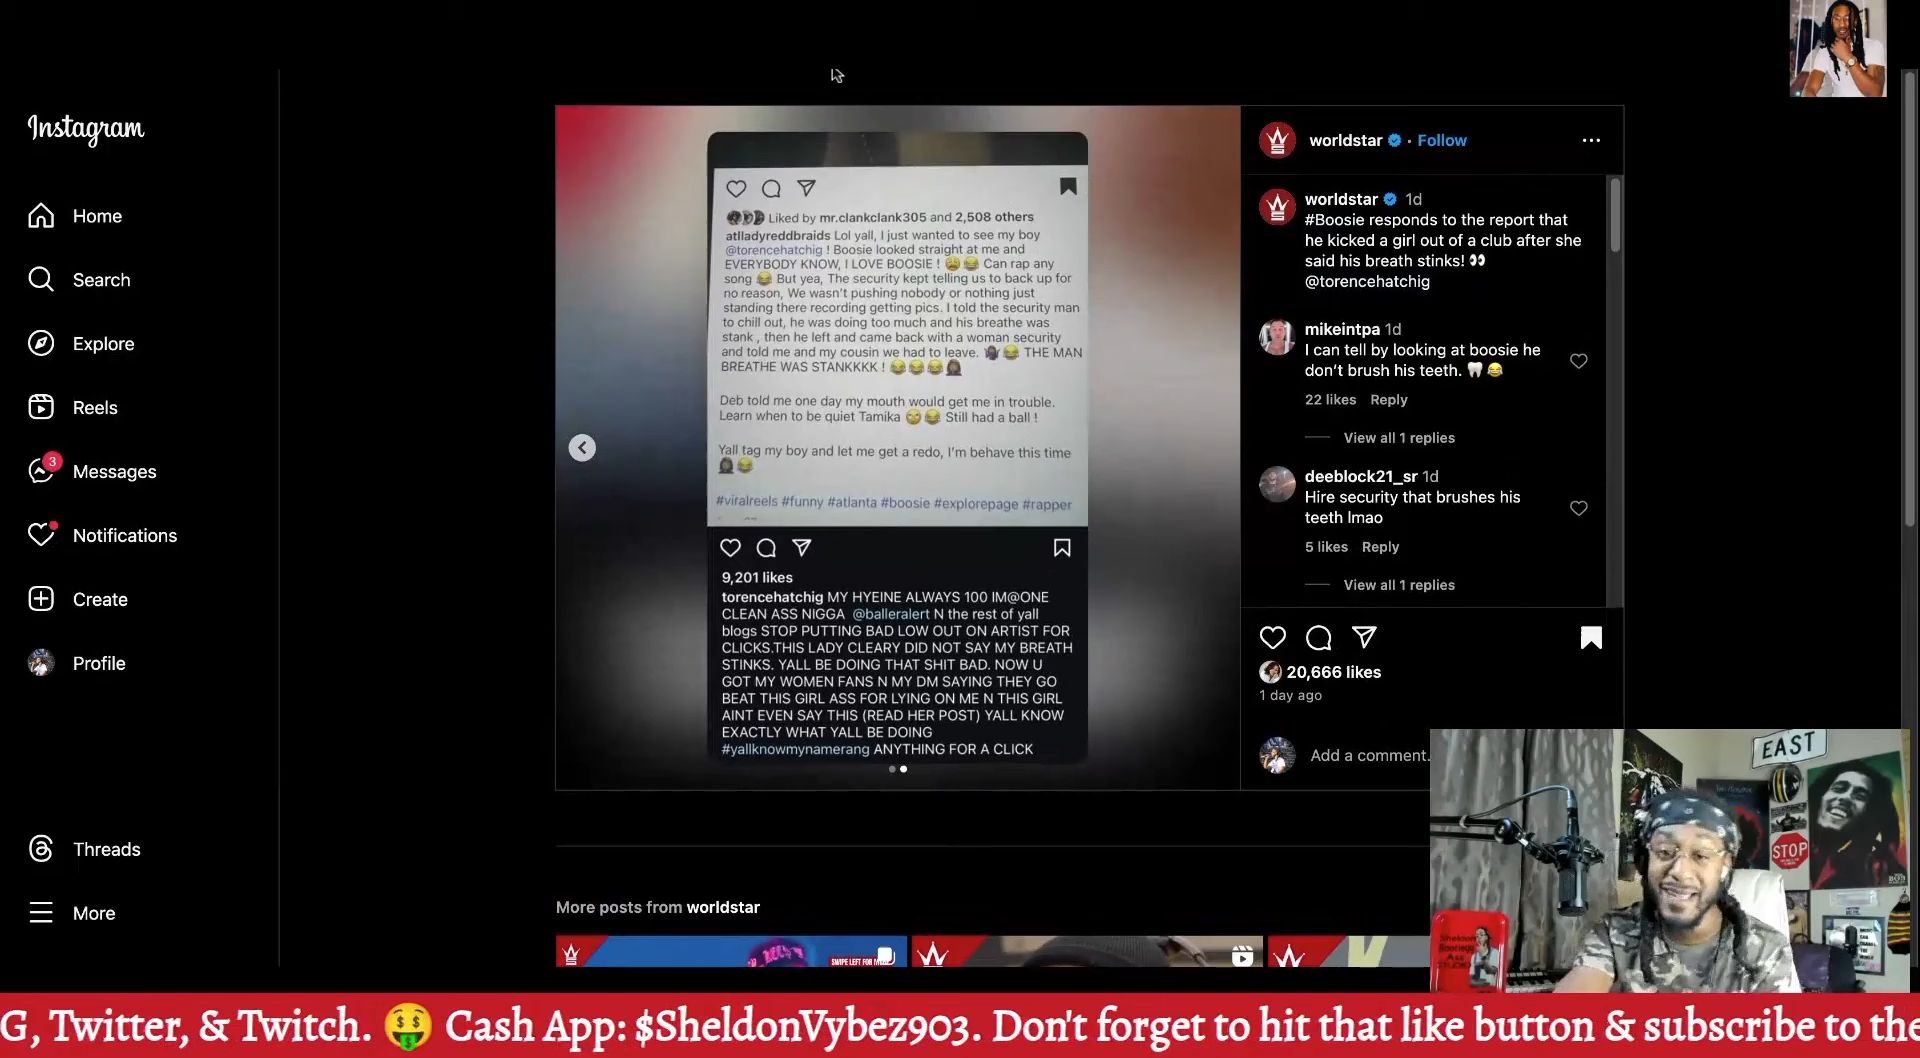 Instagram
Home
Search
Explore
Reels
3
Messages
Notifications
Create
Profile
Threads
More
Liked by mr.clankclank305 and 2,508 others
atlladyreddbraids Lol yall, I just wanted to see my boy
@torencehatchig ! Boosie looked straight at me and
EVERYBODY KNOW, I LOVE BOOSIE ! 😩😂 Can rap any
song 😂 But yea, The security kept telling us to back up for
no reason, We wasn't pushing nobody or nothing just
standing there recording getting pics. I told the security man
to chill out, he was doing too much and his breathe was
stank , then he left and came back with a woman security
and told me and my cousin we had to leave. 🤷🏾‍♀️😂 THE MAN
BREATHE WAS STANKKKK ! 😂😂😂🤦🏾‍♀️
Deb told me one day my mouth would get me in trouble.
Learn when to be quiet Tamika 🙄😂 Still had a ball !
Yall tag my boy and let me get a redo, I'm behave this time
🤦🏾‍♀️😂
#viralreels #funny #atlanta #boosie #explorepage #rapper
9,201 likes
torencehatchig MY HYEINE ALWAYS 100 IM@ONE
CLEAN ASS NIGGA @balleralert N the rest of yall
blogs STOP PUTTING BAD LOW OUT ON ARTIST FOR
CLICKS.THIS LADY CLEARY DID NOT SAY MY BREATH
STINKS. YALL BE DOING THAT SHIT BAD. NOW U
GOT MY WOMEN FANS N MY DM SAYING THEY GO
BEAT THIS GIRL ASS FOR LYING ON ME N THIS GIRL
AINT EVEN SAY THIS (READ HER POST) YALL KNOW
EXACTLY WHAT YALL BE DOING
#yallknowmynamerang ANYTHING FOR A CLICK
worldstar · Follow
worldstar 1d
#Boosie responds to the report that
he kicked a girl out of a club after she
said his breath stinks! 👀
@torencehatchig
mikeintpa 1d
I can tell by looking at boosie he
don't brush his teeth. 🦷😂
22 likes Reply
View all 1 replies
deeblock21_sr 1d
Hire security that brushes his
teeth lmao
5 likes Reply
View all 1 replies
20,666 likes
1 day ago
Add a comment.
More posts from worldstar
EAST
STOP
G, Twitter, & Twitch. 🤑 Cash App: $SheldonVybez903. Don't forget to hit that like button & subscribe to the